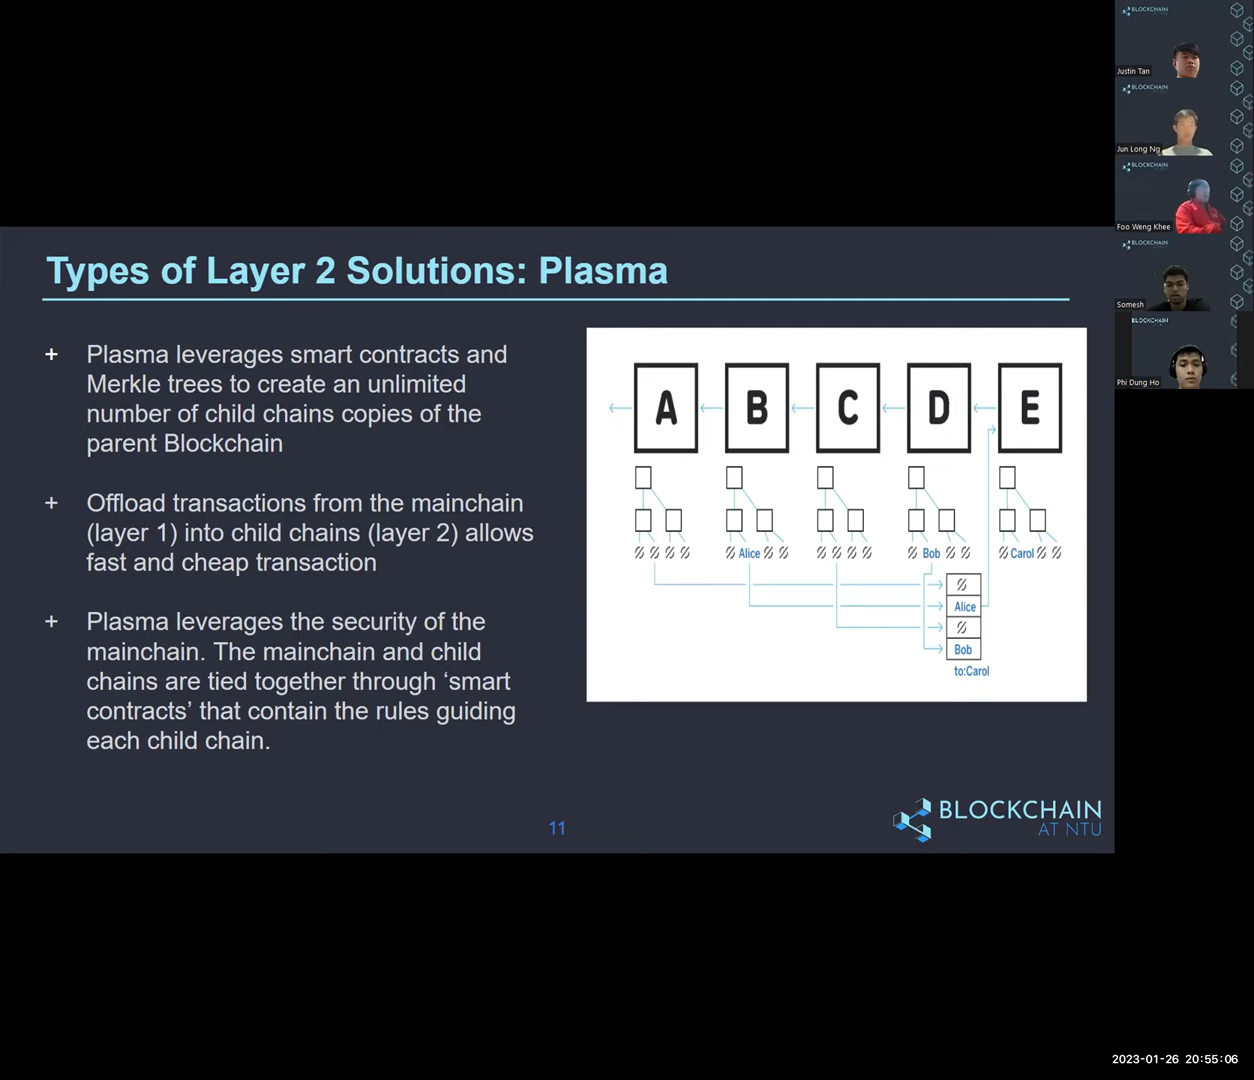 Types of Layer 2 Solutions: Plasma
+ Plasma leverages smart contracts and
Merkle trees to create an unlimited
number of child chains copies of the
parent Blockchain
+ Offload transactions from the mainchain
(layer 1) into child chains (layer 2) allows
fast and cheap transaction
+ Plasma leverages the security of the
mainchain. The mainchain and child
chains are tied together through ‘smart
contracts’ that contain the rules guiding
each child chain.
A B C D E
Alice Bob Carol
Alice
Bob
to:Carol
11
BLOCKCHAIN
AT NTU
BLOCKCHAIN
Justin Tan
BLOCKCHAIN
Jun Long Ng
BLOCKCHAIN
Foo Weng Khee
BLOCKCHAIN
Somesh
BLOCKCHAIN
Phi Dung Ho
2023-01-26 20:55:06